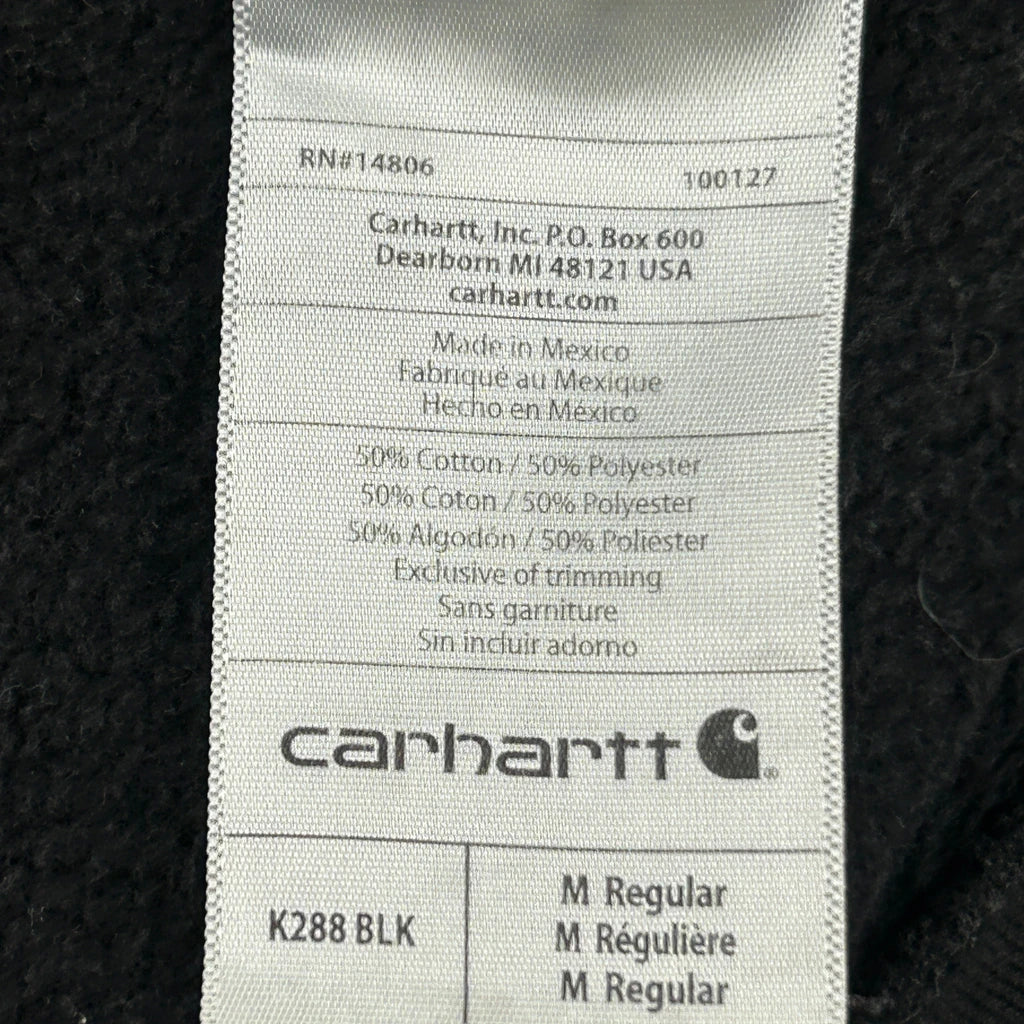 RN#14806 100127
Carhartt, Inc. P.O. Box 600
Dearborn MI 48121 USA
carhartt.com
Made in Mexico
Fabriqué au Mexique
Hecho en México
50% Cotton / 50% Polyester
50% Coton / 50% Polyester
50% Algodón / 50% Poliéster
Exclusive of trimming
Sans garniture
Sin incluir adorno
carhartt ®
K288 BLK
M Regular
M Régulière
M Regular